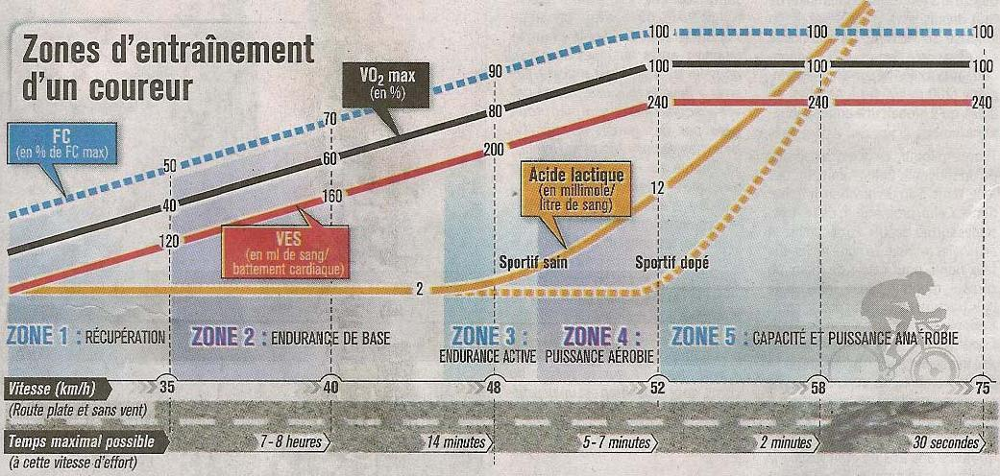 Zones d'entraînement
d'un coureur
FC
(en % de FC max)
VO2 max
(en %)
VES
(en ml de sang/
battement cardiaque)
Acide lactique
(en millimole/
litre de sang)
50
70
90
100
100
100
40
60
80
100
100
100
120
160
200
240
240
240
2
12
Sportif sain
Sportif dopé
ZONE 1 : RÉCUPÉRATION
ZONE 2 : ENDURANCE DE BASE
ZONE 3 :
ENDURANCE ACTIVE
ZONE 4 :
PUISSANCE AÉROBIE
ZONE 5 : CAPACITÉ ET PUISSANCE ANAÉROBIE
Vitesse (km/h) 35 40 48 52 58 75
(Route plate et sans vent)
Temps maximal possible 7-8 heures 14 minutes 5-7 minutes 2 minutes 30 secondes
(à cette vitesse d'effort)